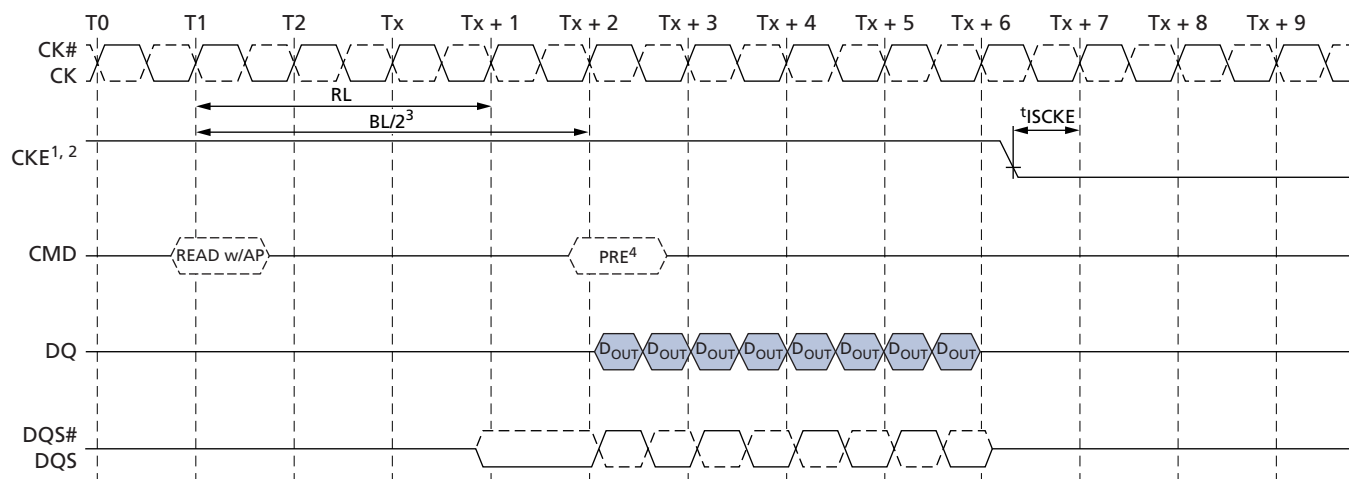 T0 T1 T2 Tx Tx + 1 Tx + 2 Tx + 3 Tx + 4 Tx + 5 Tx + 6 Tx + 7 Tx + 8 Tx + 9
CK#
CK
RL
BL/2³
tISCKE
CKE1, 2
CMD
READ w/AP
PRE⁴
DQ
DOUT DOUT DOUT DOUT DOUT DOUT DOUT DOUT
DQS#
DQS